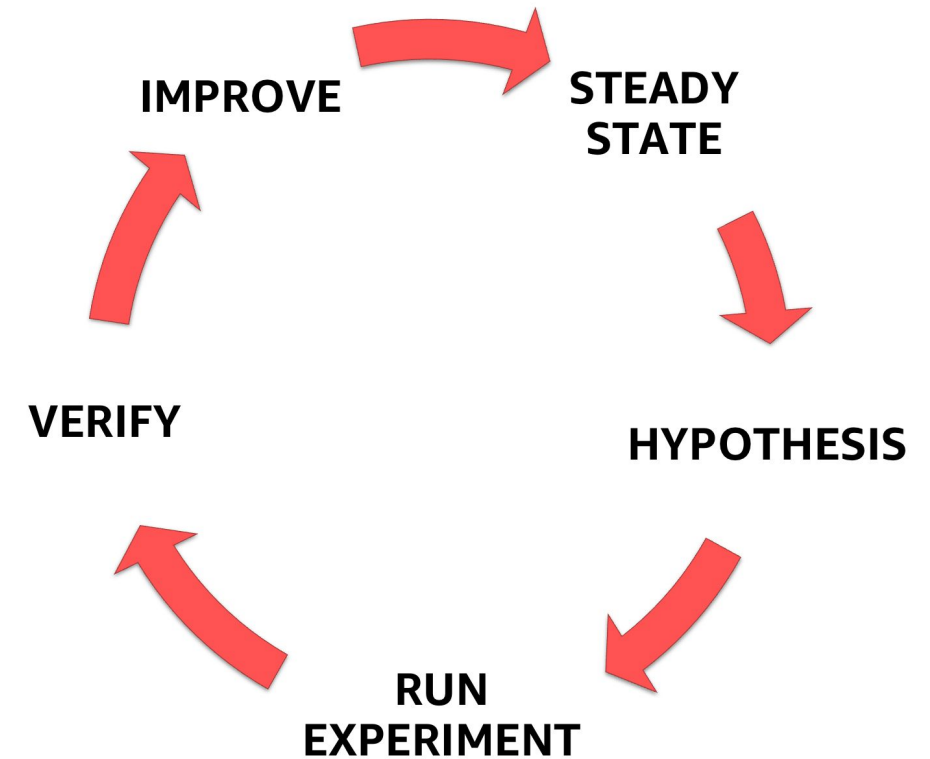 IMPROVE
STEADY
STATE
VERIFY
HYPOTHESIS
RUN
EXPERIMENT